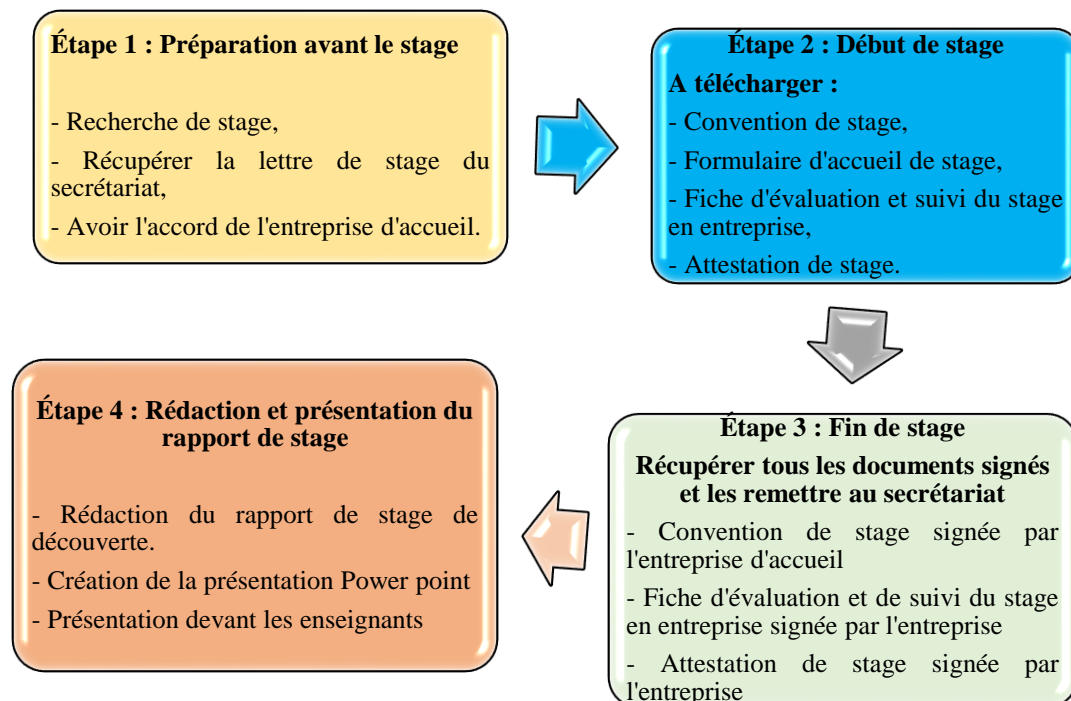 Étape 1 : Préparation avant le stage
- Recherche de stage,
- Récupérer la lettre de stage du
secrétariat,
- Avoir l'accord de l'entreprise d'accueil.
Étape 2 : Début de stage
A télécharger :
- Convention de stage,
- Formulaire d'accueil de stage,
- Fiche d'évaluation et suivi du stage
en entreprise,
- Attestation de stage.
Étape 3 : Fin de stage
Récupérer tous les documents signés
et les remettre au secrétariat
- Convention de stage signée par
l'entreprise d'accueil
- Fiche d'évaluation et de suivi du stage
en entreprise signée par l'entreprise
- Attestation de stage signée par
l'entreprise
Étape 4 : Rédaction et présentation du
rapport de stage
- Rédaction du rapport de stage de
découverte.
- Création de la présentation Power point
- Présentation devant les enseignants